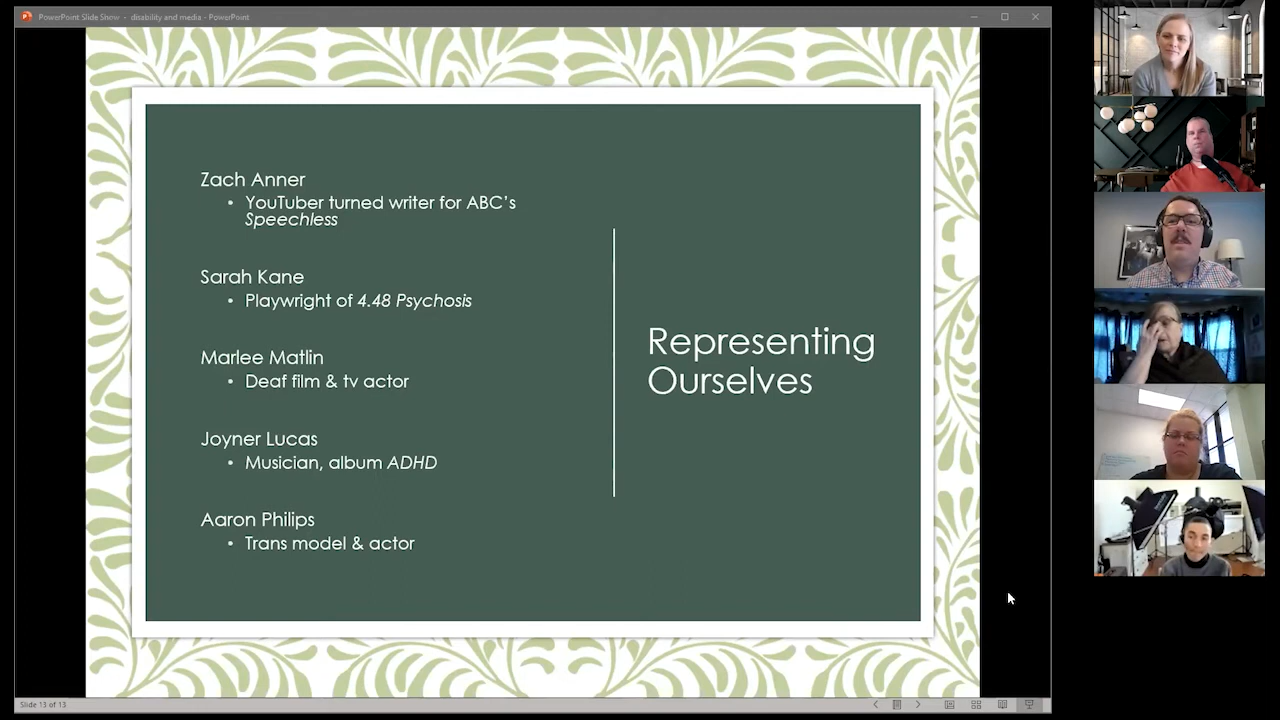 PowerPoint Slide Show - disability and media - PowerPoint
Zach Anner
• YouTuber turned writer for ABC's
Speechless
Sarah Kane
• Playwright of 4.48 Psychosis
Marlee Matlin
• Deaf film & tv actor
Joyner Lucas
• Musician, album ADHD
Aaron Philips
• Trans model & actor
Representing
Ourselves
Slide 13 of 13